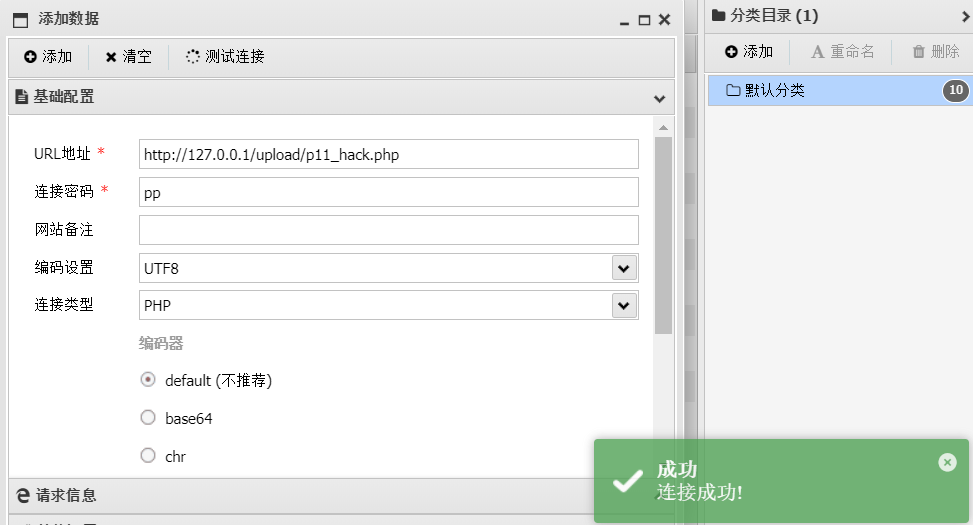 添加数据
添加 清空 测试连接
基础配置
URL地址 * http://127.0.0.1/upload/p11_hack.php
连接密码 * pp
网站备注
编码设置 UTF8
连接类型 PHP
编码器
default (不推荐)
base64
chr
请求信息
分类目录 (1)
添加 重命名 删除
默认分类 10
成功
连接成功!